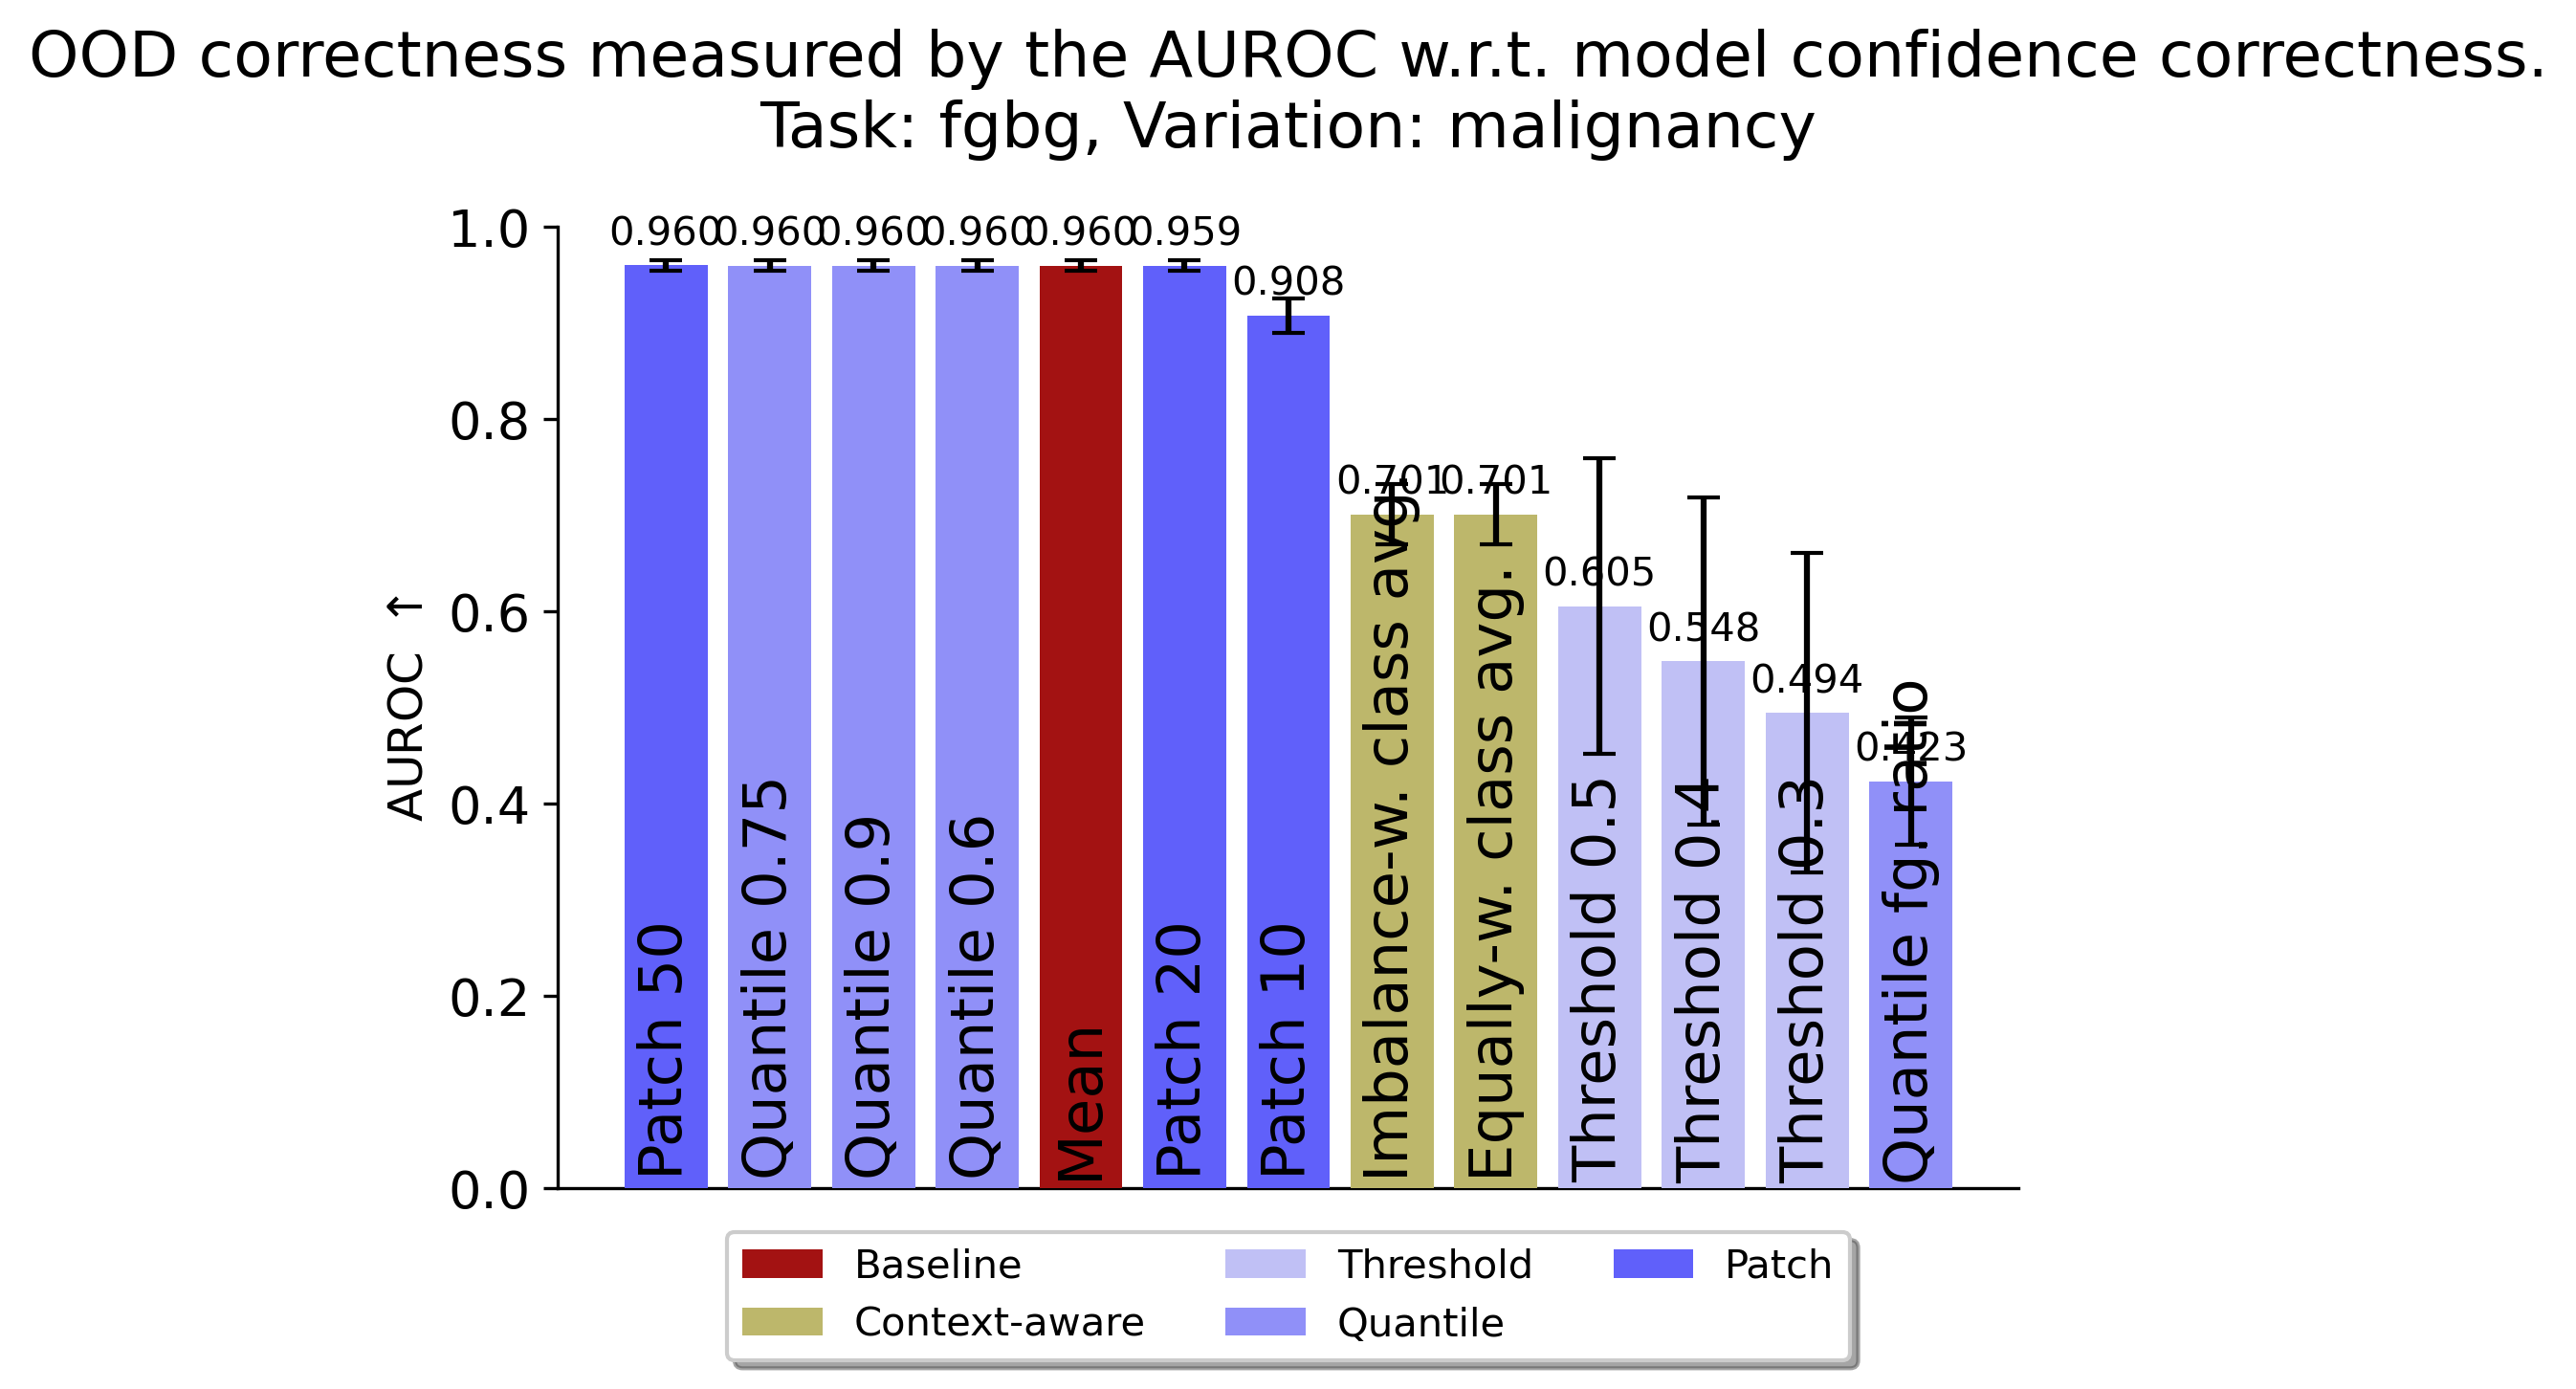 OOD correctness measured by the AUROC w.r.t. model confidence correctness.
Task: fgbg, Variation: malignancy
AUROC ↑
1.0
0.8
0.6
0.4
0.2
0.0
0.960
0.960
0.960
0.960
0.960
0.959
0.908
0.701
0.701
0.605
0.548
0.494
0.423
Patch 50
Quantile 0.75
Quantile 0.9
Quantile 0.6
Mean
Patch 20
Patch 10
Imbalance-w. class avg.
Equally-w. class avg.
Threshold 0.5
Threshold 0.4
Threshold 0.3
Quantile fg. ratio
Baseline
Context-aware
Threshold
Quantile
Patch